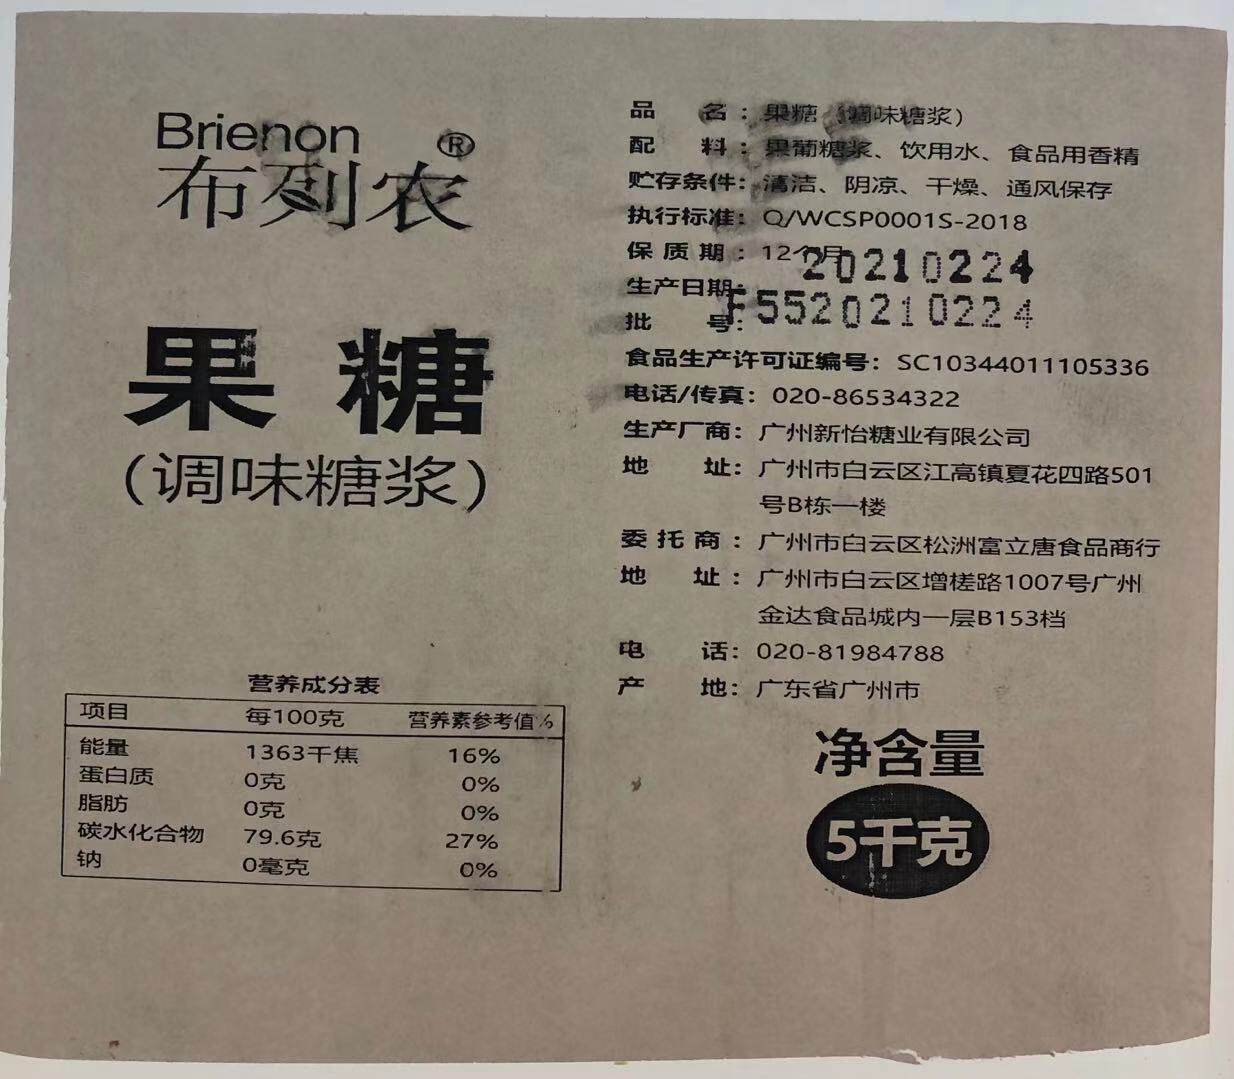 Brienon ®
布列农
果糖
(调味糖浆)
营养成分表
项目 每100克 营养素参考值%
能量 1363千焦 16%
蛋白质 0克 0%
脂肪 0克 0%
碳水化合物 79.6克 27%
钠 0毫克 0%
品 名：果糖（调味糖浆）
配 料：果葡糖浆、饮用水、食品用香精
贮存条件：清洁、阴凉、干燥、通风保存
执行标准：Q/WCSP0001S-2018
保质期：12个月
生产日期：20210224
批 号：F5520210224
食品生产许可证编号：SC10344011105336
电话/传真：020-86534322
生产厂商：广州新怡糖业有限公司
地 址：广州市白云区江高镇夏花四路501
号B栋一楼
委托商：广州市白云区松洲富立唐食品商行
地 址：广州市白云区增槎路1007号广州
金达食品城内一层B153档
电 话：020-81984788
产 地：广东省广州市
净含量
5千克